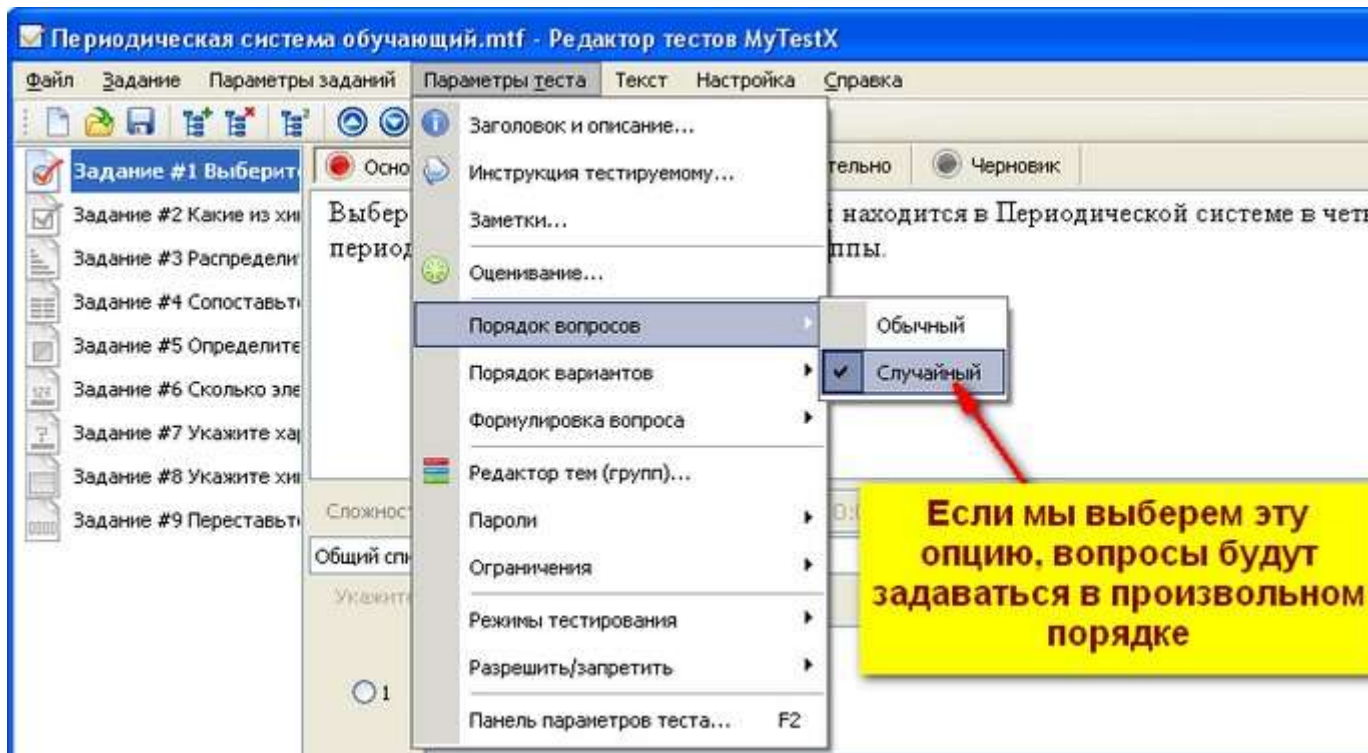 Периодическая система обучающий.mtf - Редактор тестов MyTestX
Файл Задание Параметры заданий Параметры теста Текст Настройка Справка
Задание #1 Выберит
Задание #2 Какие из хи
Задание #3 Распредели
Задание #4 Сопоставьт
Задание #5 Определите
Задание #6 Сколько эле
Задание #7 Укажите ха
Задание #8 Укажите хи
Задание #9 Переставьт
Осно
тельно Черновик
Выбер
й находится в Периодической системе в чет
период
ппы.
Заголовок и описание...
Инструкция тестируемому...
Заметки...
Оценивание...
Порядок вопросов
Порядок вариантов
Формулировка вопроса
Редактор тем (групп)...
Пароли
Ограничения
Режимы тестирования
Разрешить/запретить
Панель параметров теста... F2
Обычный
Случайный
Сложнос
Общий спи
Укажите
1
Если мы выберем эту
опцию, вопросы будут
задаваться в произвольном
порядке